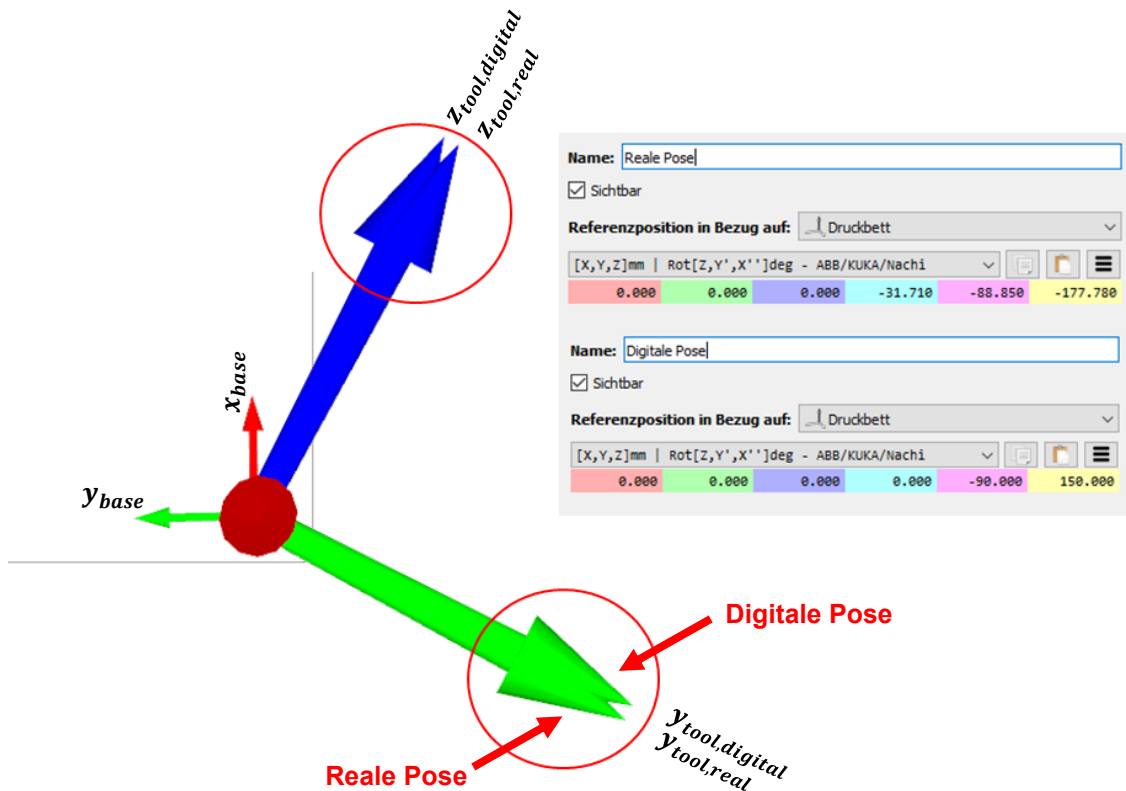 z_tool,digital
z_tool,real
x_base
y_base
Name: Reale Pose
Sichtbar
Referenzposition in Bezug auf: Druckbett
[X,Y,Z]mm | Rot[Z,Y',X'']deg - ABB/KUKA/Nachi
0.000 0.000 0.000 -31.710 -88.850 -177.780
Name: Digitale Pose
Sichtbar
Referenzposition in Bezug auf: Druckbett
[X,Y,Z]mm | Rot[Z,Y',X'']deg - ABB/KUKA/Nachi
0.000 0.000 0.000 0.000 -90.000 150.000
Digitale Pose
y_tool,digital
y_tool,real
Reale Pose